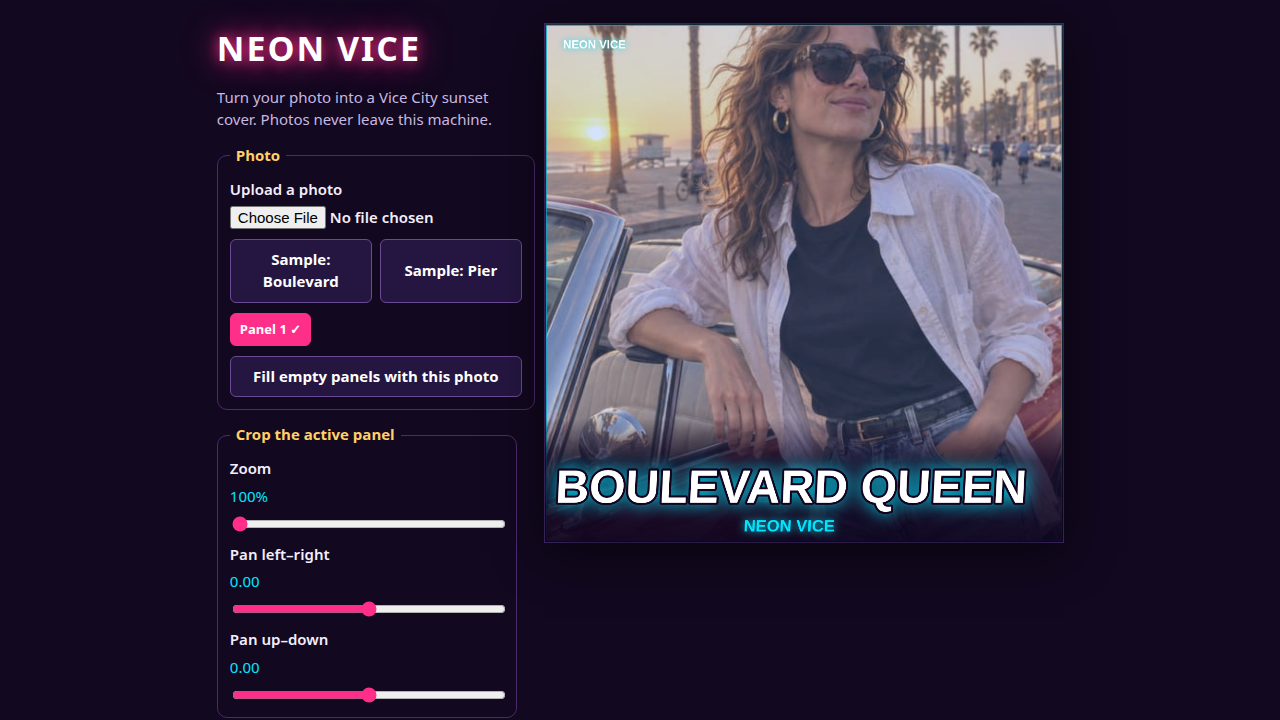 NEON VICE
Turn your photo into a Vice City sunset
cover. Photos never leave this machine.
Photo
Upload a photo
Choose File No file chosen
Sample:
Boulevard
Sample: Pier
Panel 1 ✓
Fill empty panels with this photo
Crop the active panel
Zoom
100%
Pan left–right
0.00
Pan up–down
0.00
NEON VICE
BOULEVARD QUEEN
NEON VICE